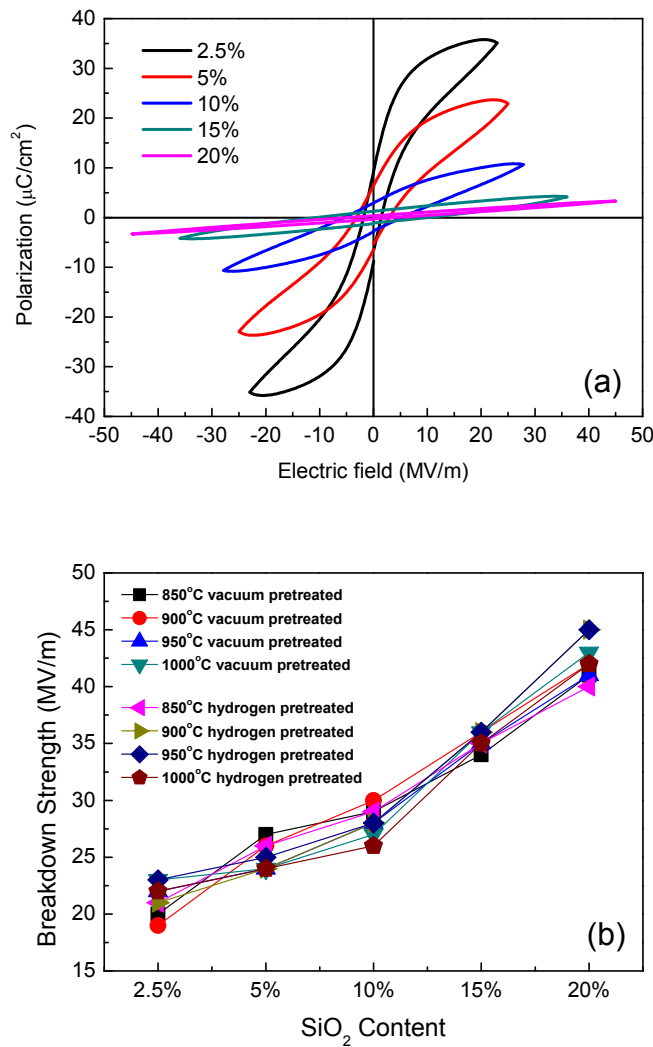 40
30
20
10
0
-10
-20
-30
-40
Polarization (μC/cm²)
2.5%
5%
10%
15%
20%
(a)
-50 -40 -30 -20 -10 0 10 20 30 40 50
Electric field (MV/m)
50
45
40
35
30
25
20
15
Breakdown Strength (MV/m)
850°C vacuum pretreated
900°C vacuum pretreated
950°C vacuum pretreated
1000°C vacuum pretreated
850°C hydrogen pretreated
900°C hydrogen pretreated
950°C hydrogen pretreated
1000°C hydrogen pretreated
(b)
2.5% 5% 10% 15% 20%
SiO₂ Content